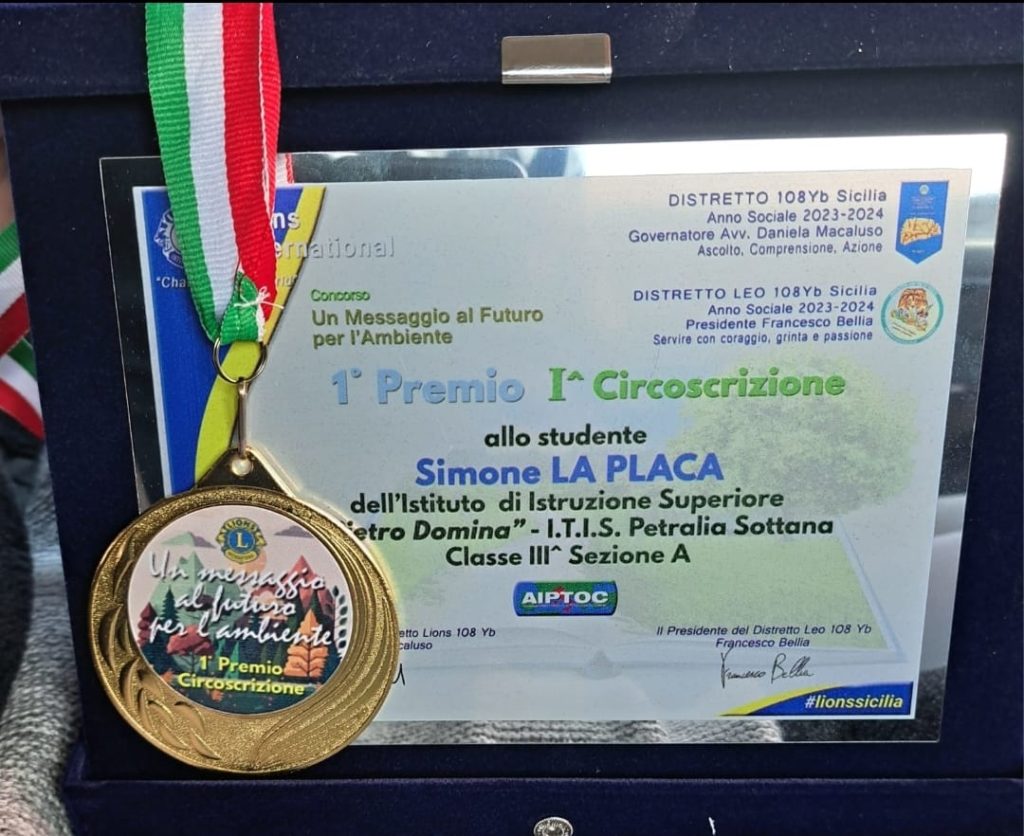 DISTRETTO 108Yb Sicilia
Anno Sociale 2023-2024
Governatore Avv. Daniela Macaluso
Ascolto, Comprensione, Azione
DISTRETTO LEO 108Yb Sicilia
Anno Sociale 2023-2024
Presidente Francesco Bellia
Servire con coraggio, grinta e passione
Concorso
Un Messaggio al Futuro
per l'Ambiente
1° Premio I^ Circoscrizione
allo studente
Simone LA PLACA
dell'Istituto di Istruzione Superiore
ietro Domina" - I.T.I.S. Petralia Sottana
Classe III^ Sezione A
AIPTOC
etto Lions 108 Yb
caluso
Il Presidente del Distretto Leo 108 Yb
Francesco Bellia
Francesco Bellia
#lionssicilia
LIONS
L
Un messaggio
al futuro
per l'ambiente
1° Premio
Circoscrizione